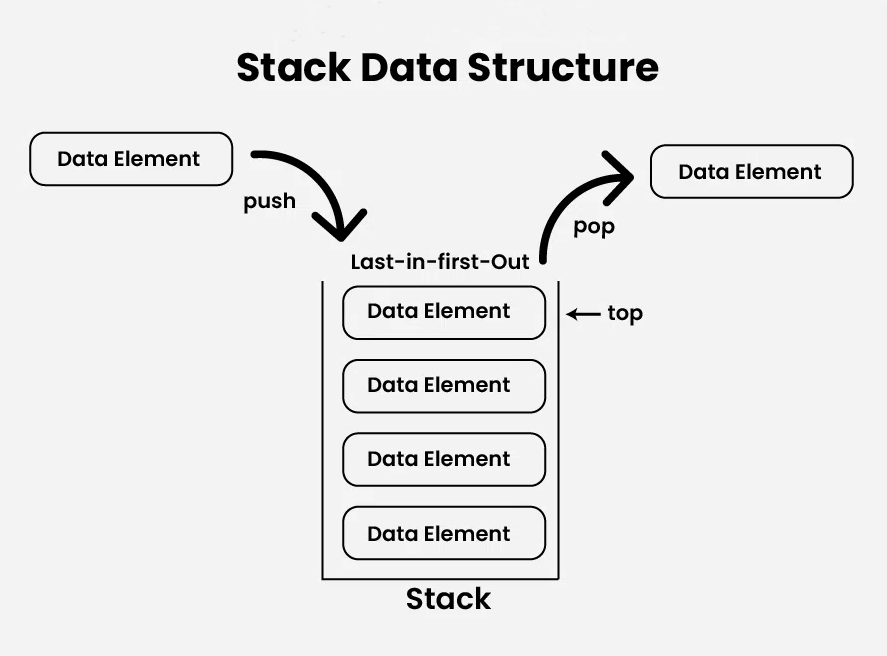 Stack Data Structure
Data Element
push
Data Element
pop
Last-in-first-Out
Data Element
top
Data Element
Data Element
Data Element
Stack